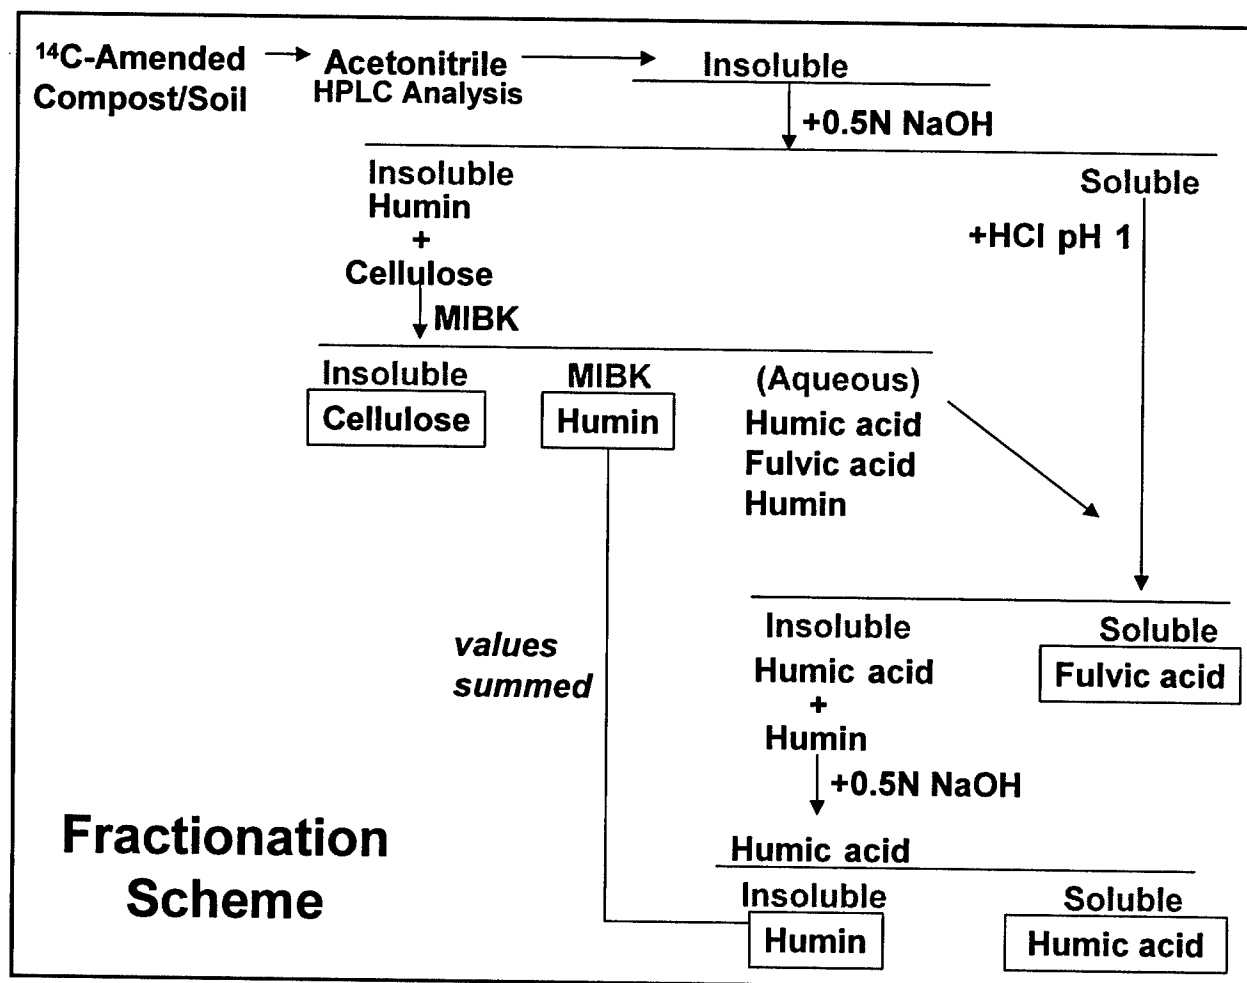 ¹⁴C-Amended
Compost/Soil
Acetonitrile
HPLC Analysis
Insoluble
+0.5N NaOH
Insoluble
Humin
+
Cellulose
Soluble
+HCl pH 1
MIBK
Insoluble
Cellulose
MIBK
Humin
(Aqueous)
Humic acid
Fulvic acid
Humin
values
summed
Insoluble
Humic acid
+
Humin
Soluble
Fulvic acid
+0.5N NaOH
Humic acid
Insoluble
Humin
Soluble
Humic acid
Fractionation
Scheme